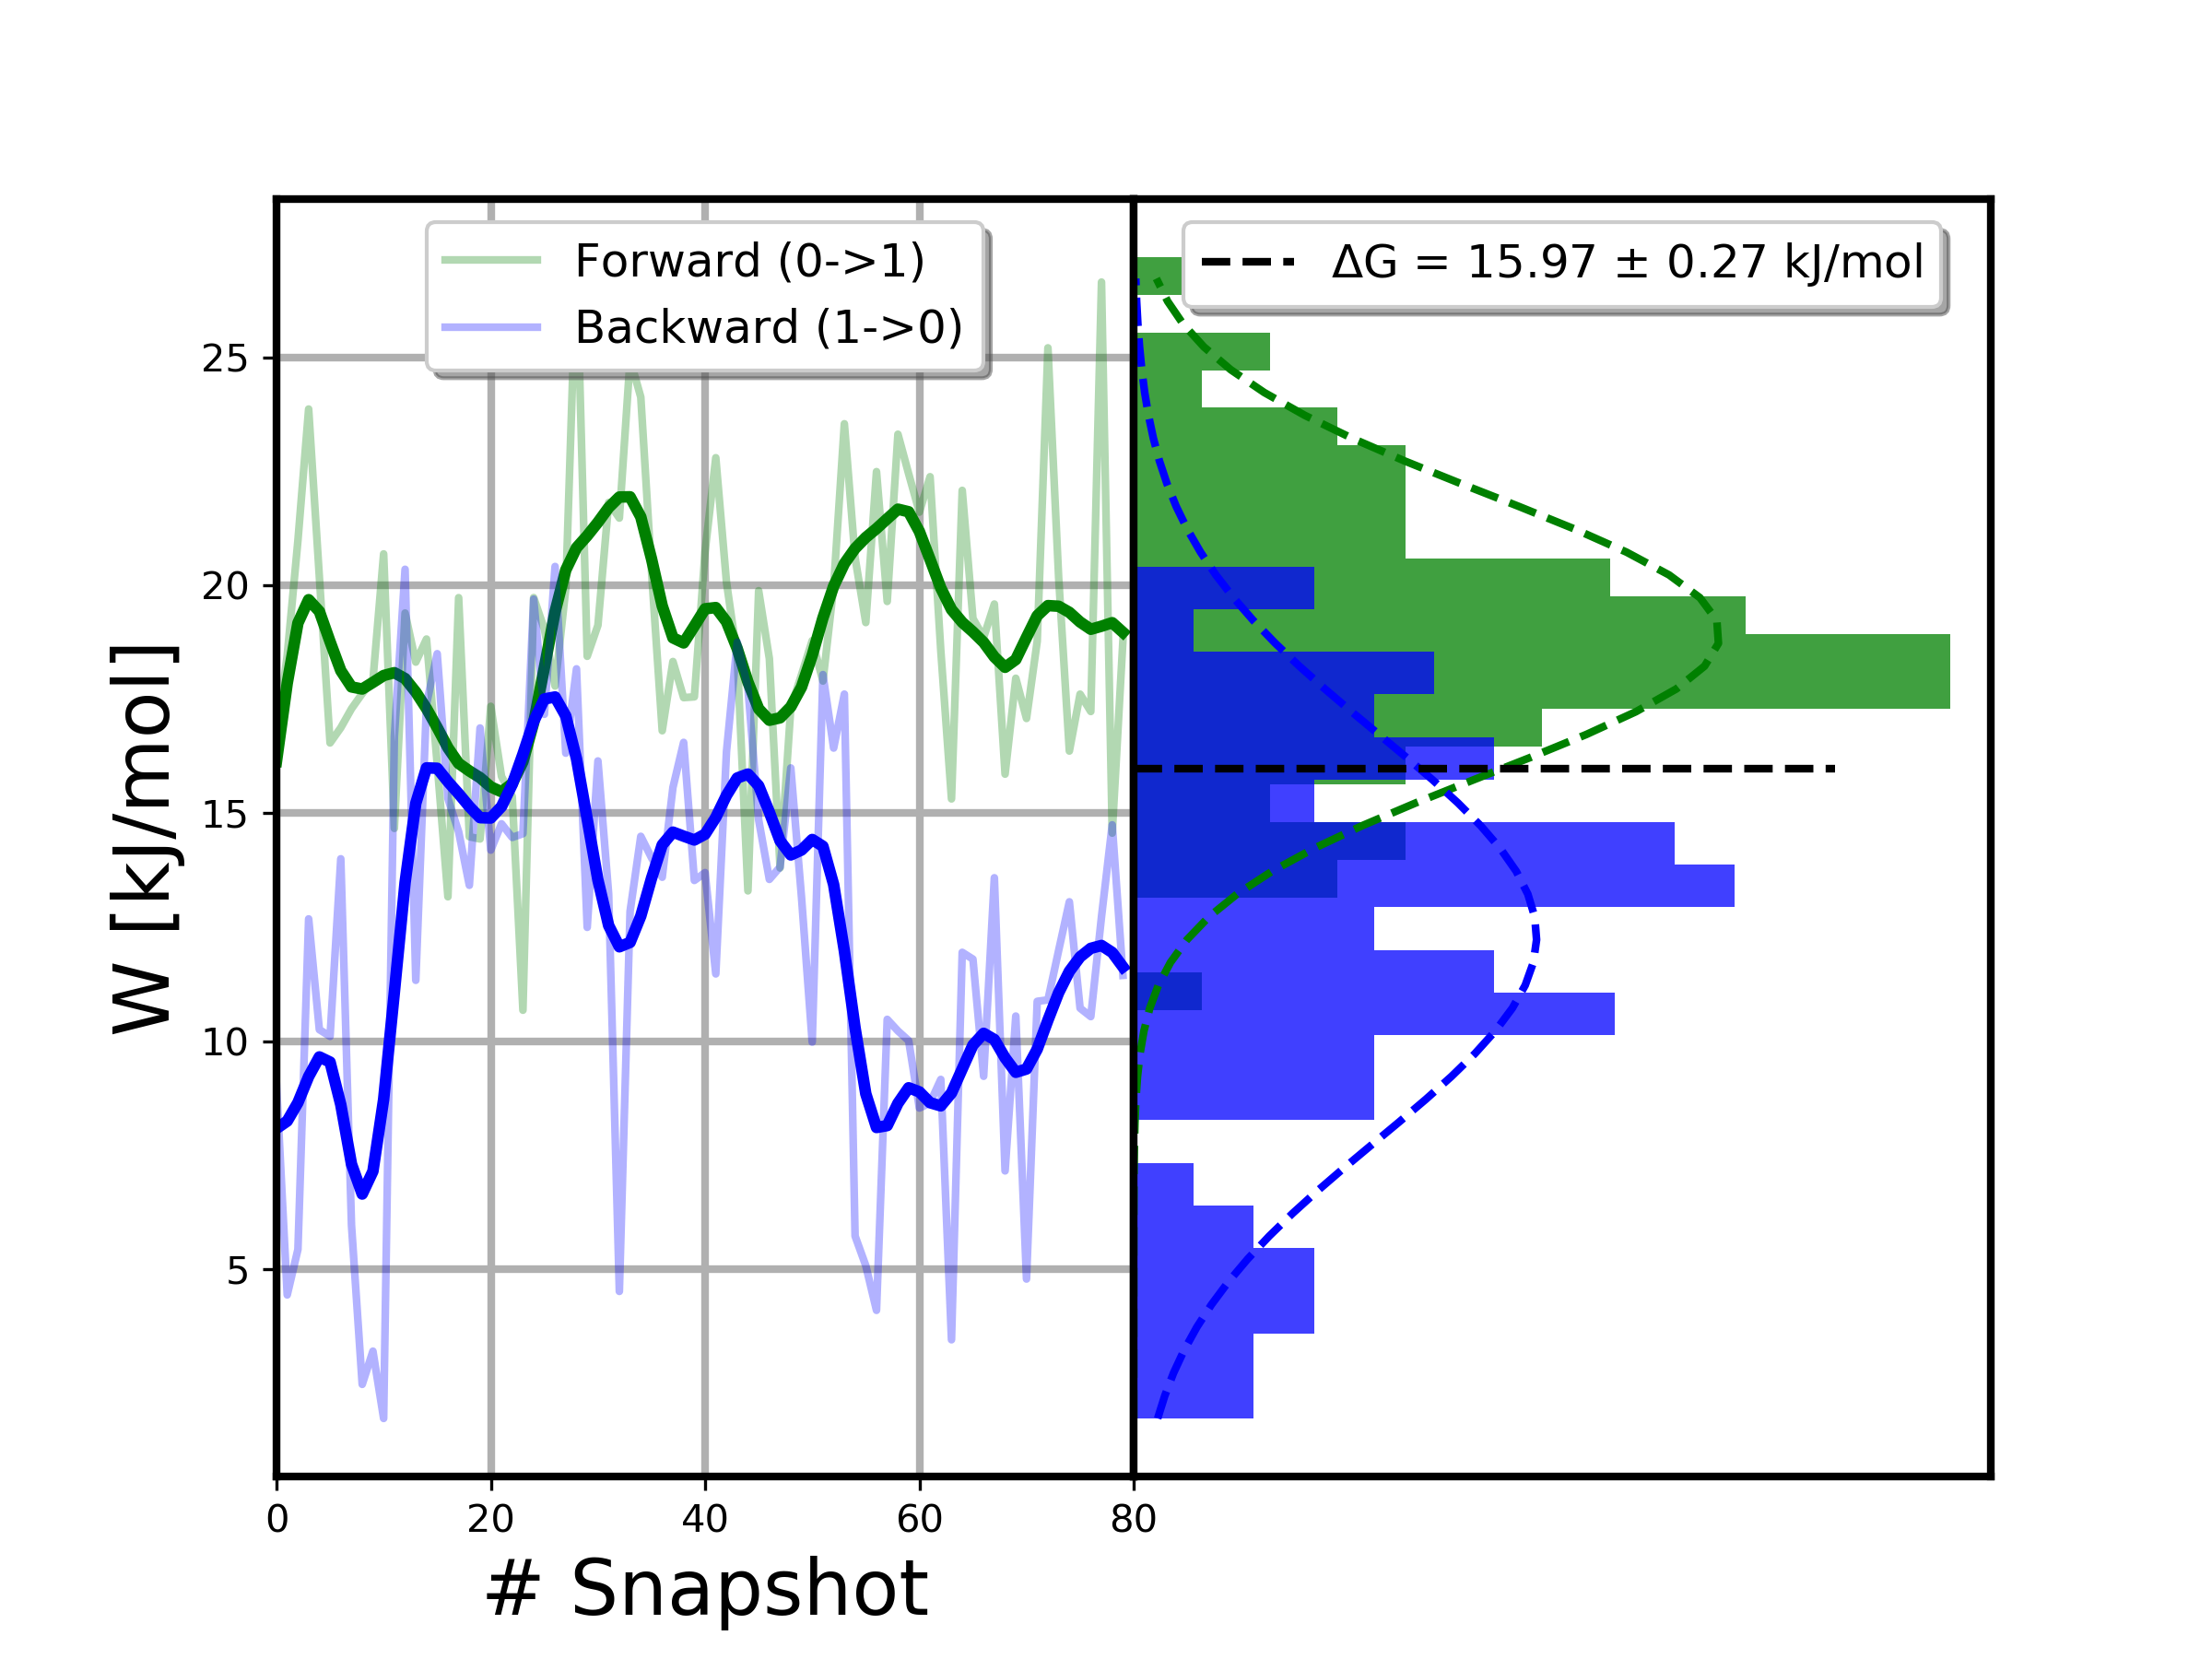 Forward (0->1)
Backward (1->0)
ΔG = 15.97 ± 0.27 kJ/mol
W [kJ/mol]
25
20
15
10
5
0 20 40 60 80
# Snapshot